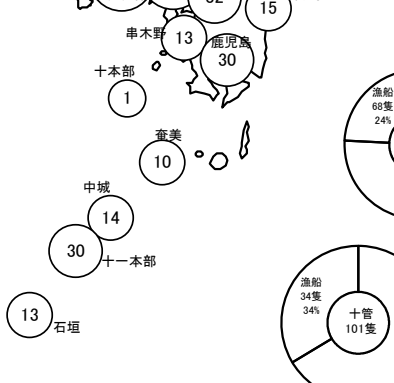 15
串木野
13
鹿児島
30
十本部
1
漁船
68隻
24%
奄美
10
中城
14
30
十一本部
漁船
34隻
34%
十管
101隻
13
石垣